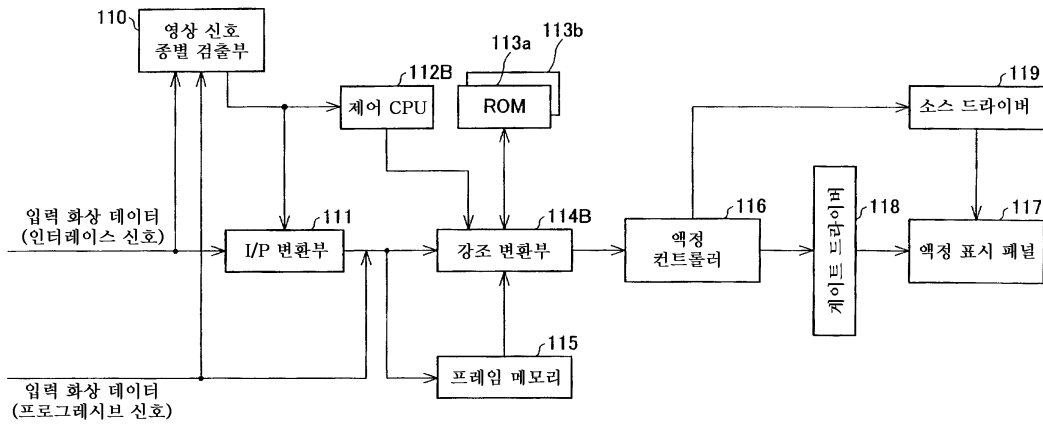 110
영상 신호
종별 검출부
113b
113a
ROM
112B
제어 CPU
119
소스 드라이버
입력 화상 데이터
(인터레이스 신호)
111
I/P 변환부
114B
강조 변환부
116
액정
컨트롤러
118
게이트 드라이버
117
액정 표시 패널
115
프레임 메모리
입력 화상 데이터
(프로그레시브 신호)